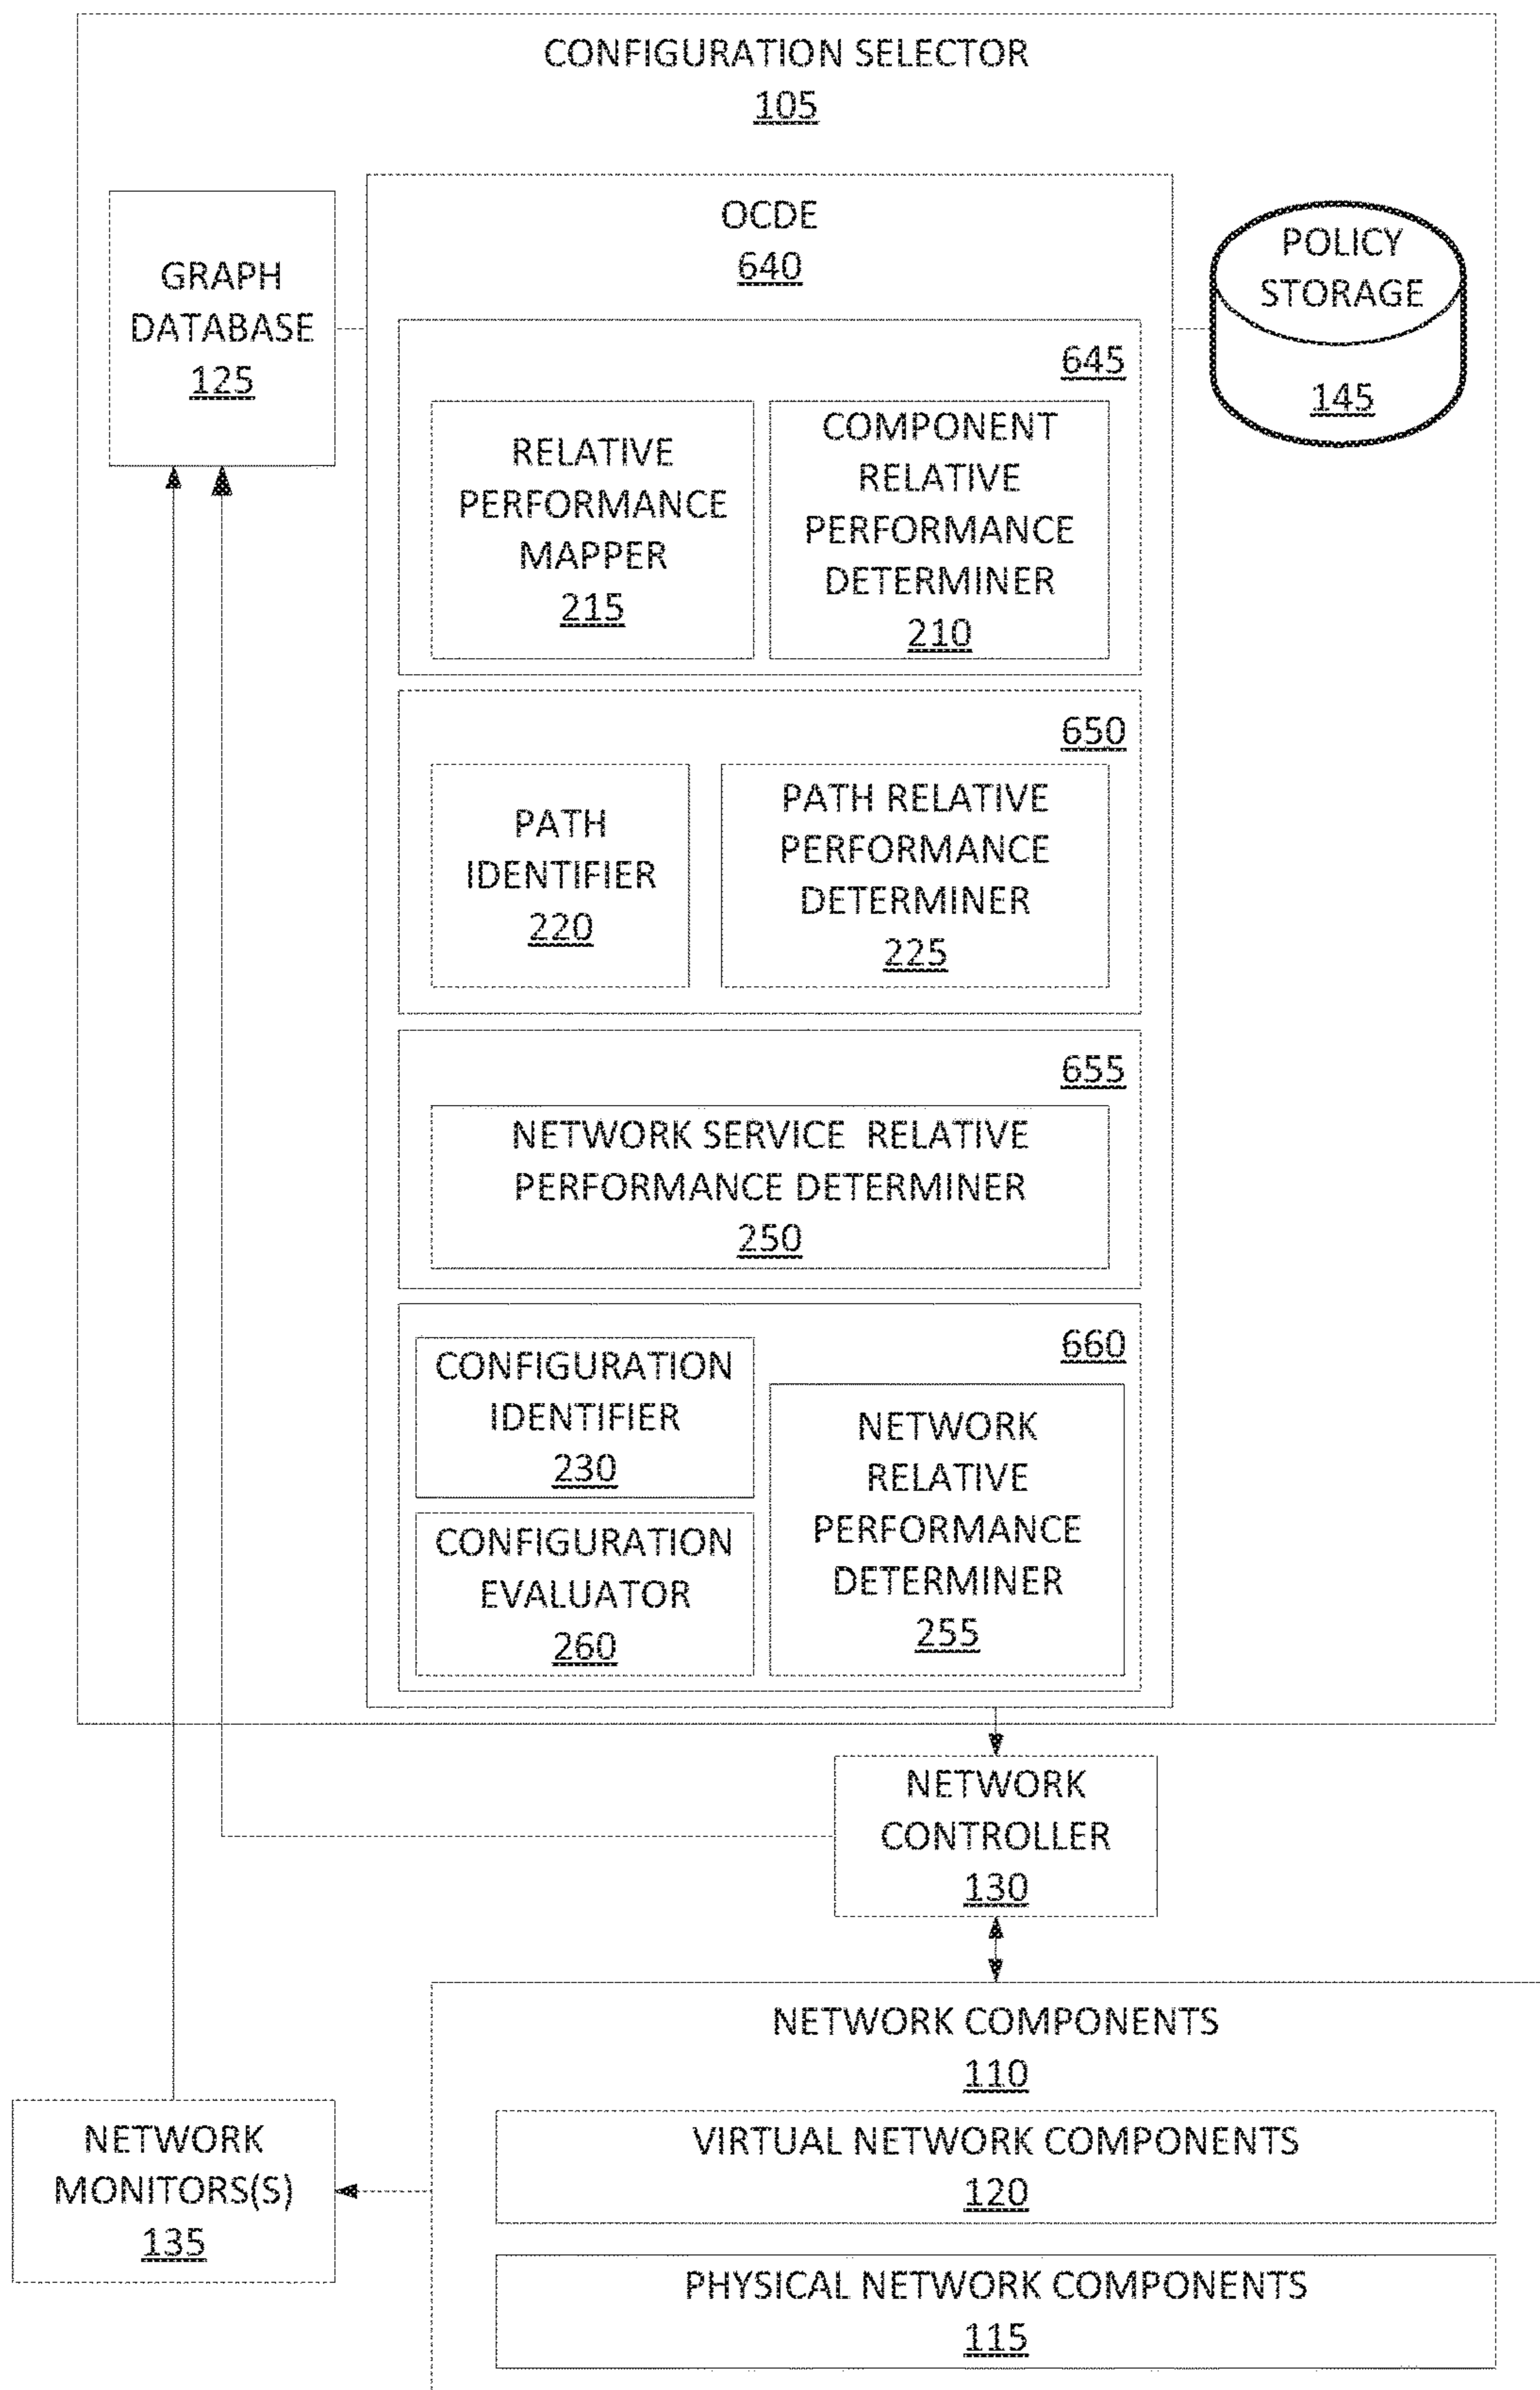 CONFIGURATION SELECTOR
105
GRAPH
DATABASE
125
OCDE
640
POLICY
STORAGE
145
645
RELATIVE
PERFORMANCE
MAPPER
215
COMPONENT
RELATIVE
PERFORMANCE
DETERMINER
210
650
PATH
IDENTIFIER
220
PATH RELATIVE
PERFORMANCE
DETERMINER
225
655
NETWORK SERVICE RELATIVE
PERFORMANCE DETERMINER
250
660
CONFIGURATION
IDENTIFIER
230
CONFIGURATION
EVALUATOR
260
NETWORK
RELATIVE
PERFORMANCE
DETERMINER
255
NETWORK
CONTROLLER
130
NETWORK COMPONENTS
110
VIRTUAL NETWORK COMPONENTS
120
PHYSICAL NETWORK COMPONENTS
115
NETWORK
MONITORS(S)
135